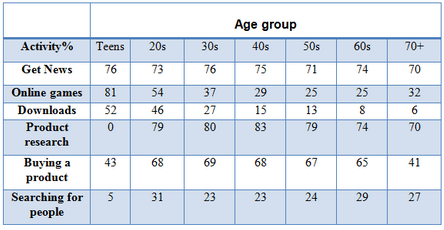 Age group
Activity% Teens 20s 30s 40s 50s 60s 70+
Get News 76 73 76 75 71 74 70
Online games 81 54 37 29 25 25 32
Downloads 52 46 27 15 13 8 6
Product research 0 79 80 83 79 74 70
Buying a product 43 68 69 68 67 65 41
Searching for people 5 31 23 23 24 29 27